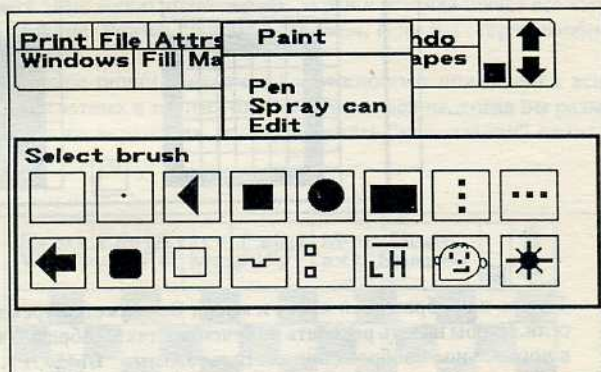 Print File Attrs Paint ndo
Windows Fill Ma apes
Pen
Spray can
Edit
Select brush
LH